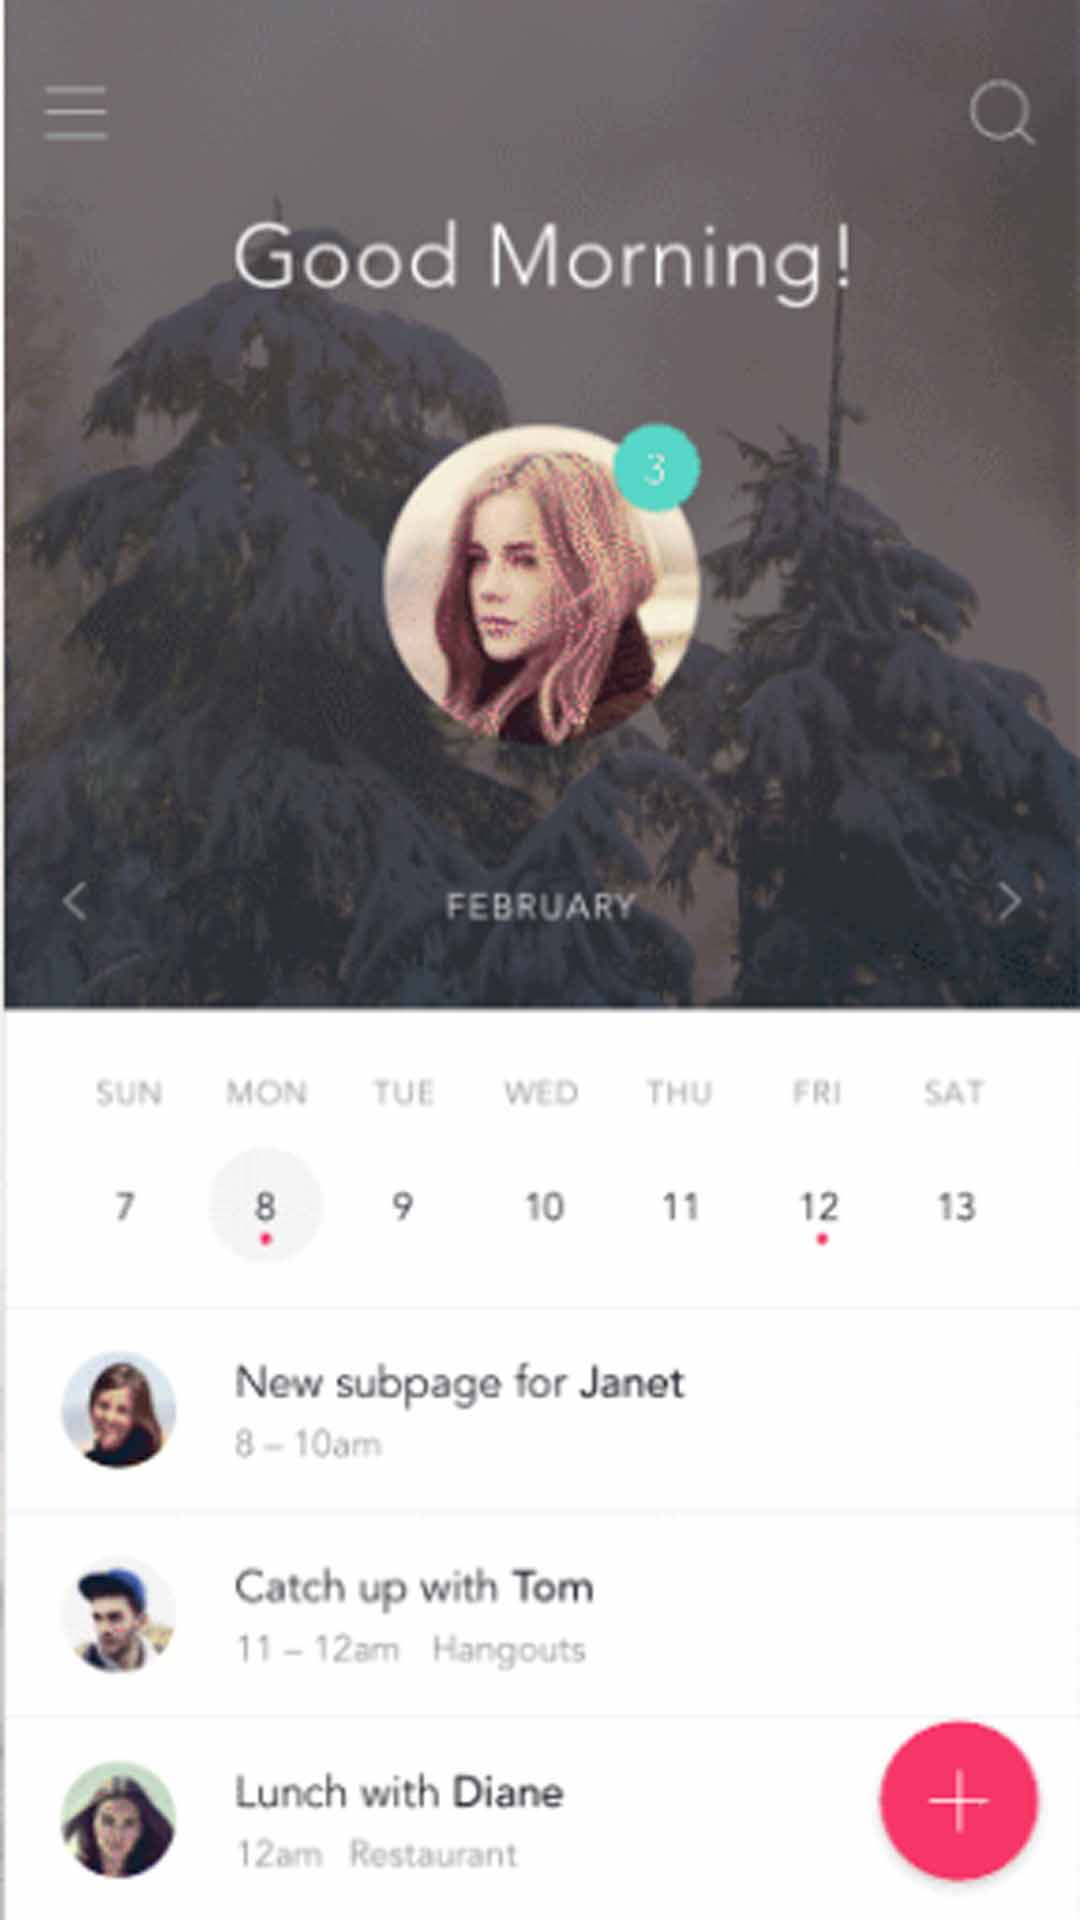 Good Morning!
3
FEBRUARY
SUN MON TUE WED THU FRI SAT
7 8 9 10 11 12 13
New subpage for Janet
8 – 10am
Catch up with Tom
11 – 12am Hangouts
Lunch with Diane
12am Restaurant